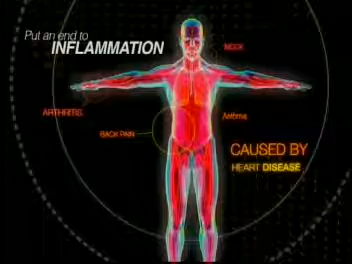 Put an end to
INFLAMMATION
NECK
ARTHRITIS
Asthma
BACK PAIN
CAUSED BY
HEART DISEASE